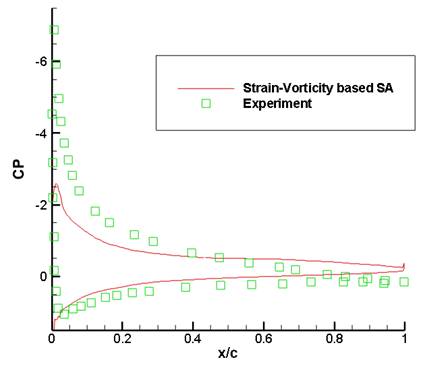 -6
Strain-Vorticity based SA
Experiment
-4
CP
-2
0
0 0.2 0.4 0.6 0.8 1
x/c